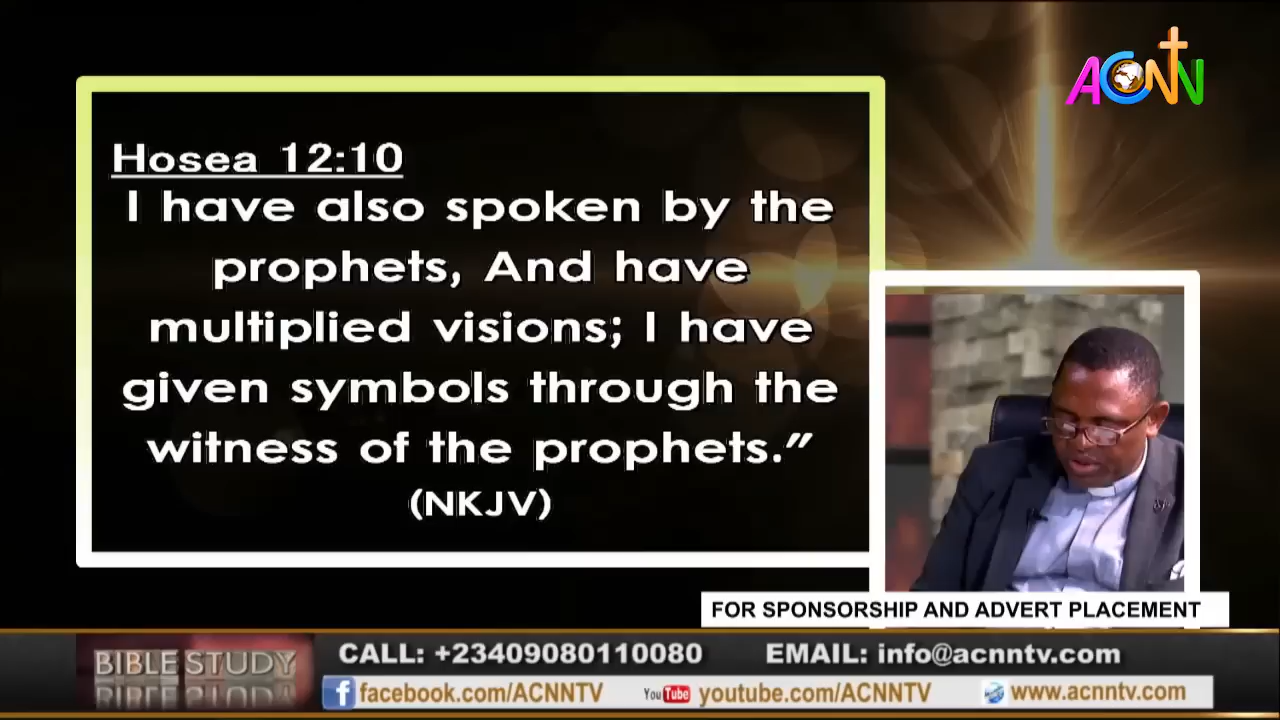 ACNN
Hosea 12:10
I have also spoken by the
prophets, And have
multiplied visions; I have
given symbols through the
witness of the prophets.”
(NKJV)
FOR SPONSORSHIP AND ADVERT PLACEMENT
BIBLE STUDY
CALL: +23409080110080 EMAIL: info@acnntv.com
facebook.com/ACNNTV YouTube youtube.com/ACNNTV www.acnntv.com